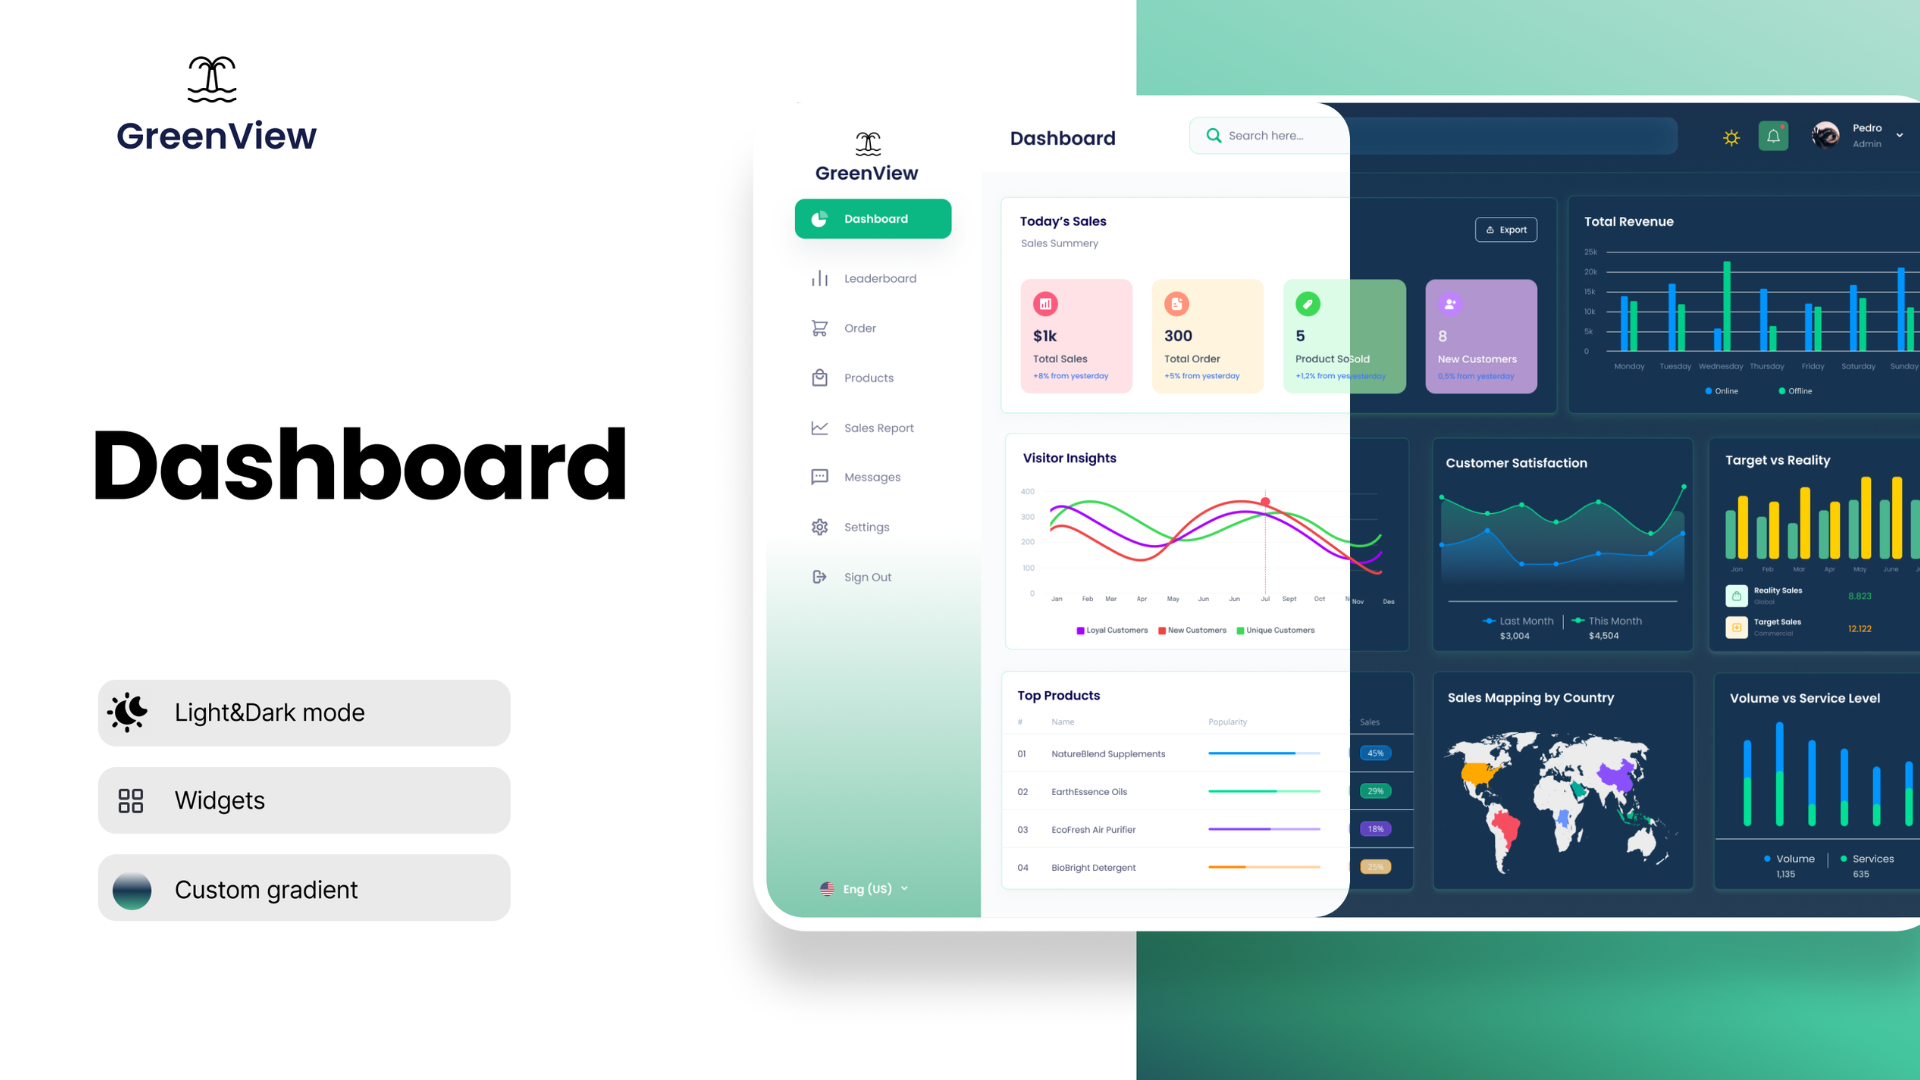 GreenView
Dashboard
Light&Dark mode
Widgets
Custom gradient
GreenView
Dashboard
Leaderboard
Order
Products
Sales Report
Messages
Settings
Sign Out
Eng (US)
Dashboard
Search here...
Pedro
Admin
Today's Sales
Sales Summery
Export
$1k
Total Sales
+8% from yesterday
300
Total Order
+5% from yesterday
5
Product SoSold
+1,2% from yesterday
8
New Customers
0,5% from yesterday
Total Revenue
25k
20k
15k
10k
5k
0
Monday Tuesday Wednesday Thursday Friday Saturday Sunday
Online Offline
Visitor Insights
400
300
200
100
0
Jan Feb Mar Apr May Jun Jun Jul Sept Oct N Nov Des
Loyal Customers New Customers Unique Customers
Customer Satisfaction
Last Month This Month
$3,004 $4,504
Target vs Reality
Jan Feb Mar Apr May June J
Reality Sales
Global
8.823
Target Sales
Commercial
12.122
Top Products
# Name Popularity Sales
01 NatureBlend Supplements 45%
02 EarthEssence Oils 29%
03 EcoFresh Air Purifier 18%
04 BioBright Detergent 25%
Sales Mapping by Country
Volume vs Service Level
Volume Services
1,135 635